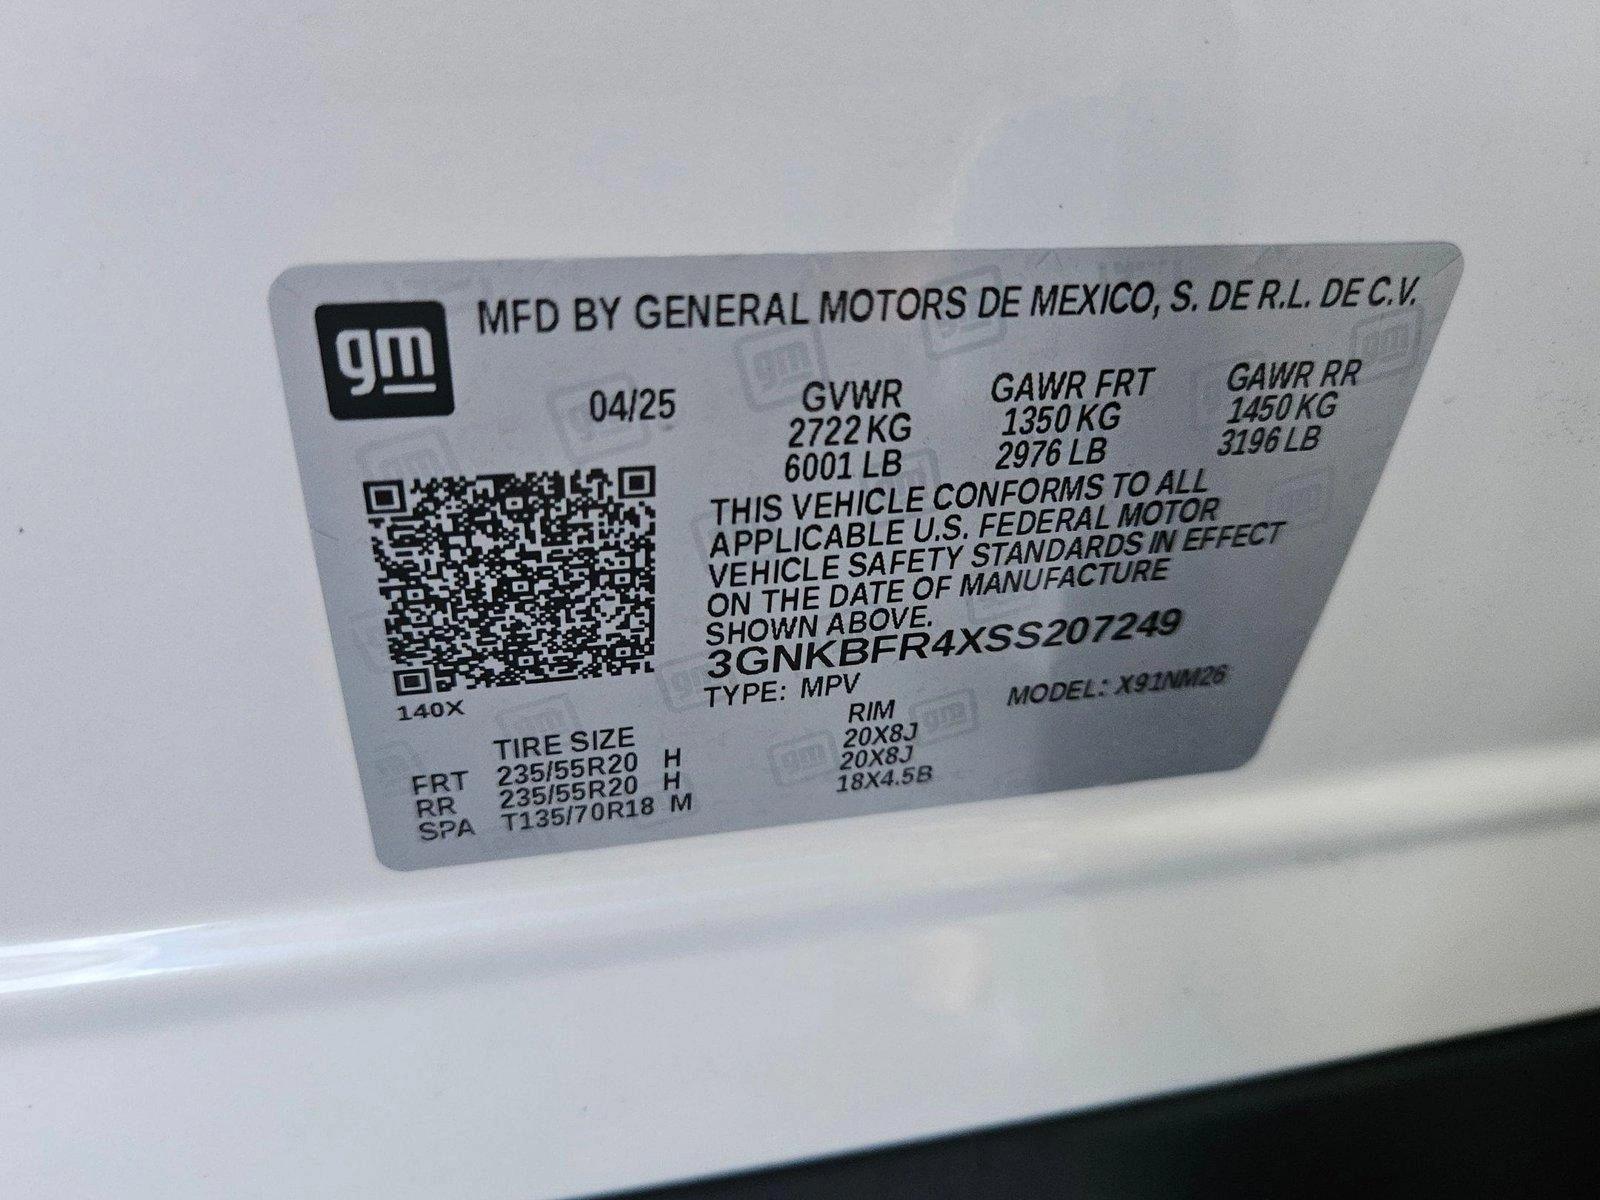 gm
MFD BY GENERAL MOTORS DE MEXICO, S. DE R.L. DE C.V.
04/25 GVWR GAWR FRT GAWR RR
2722 KG 1350 KG 1450 KG
6001 LB 2976 LB 3196 LB
THIS VEHICLE CONFORMS TO ALL
APPLICABLE U.S. FEDERAL MOTOR
VEHICLE SAFETY STANDARDS IN EFFECT
ON THE DATE OF MANUFACTURE
SHOWN ABOVE.
3GNKBFR4XSS207249
TYPE: MPV MODEL: X91NM26
140X
TIRE SIZE RIM
FRT 235/55R20 H 20X8J
RR 235/55R20 H 20X8J
SPA T135/70R18 M 18X4.5B